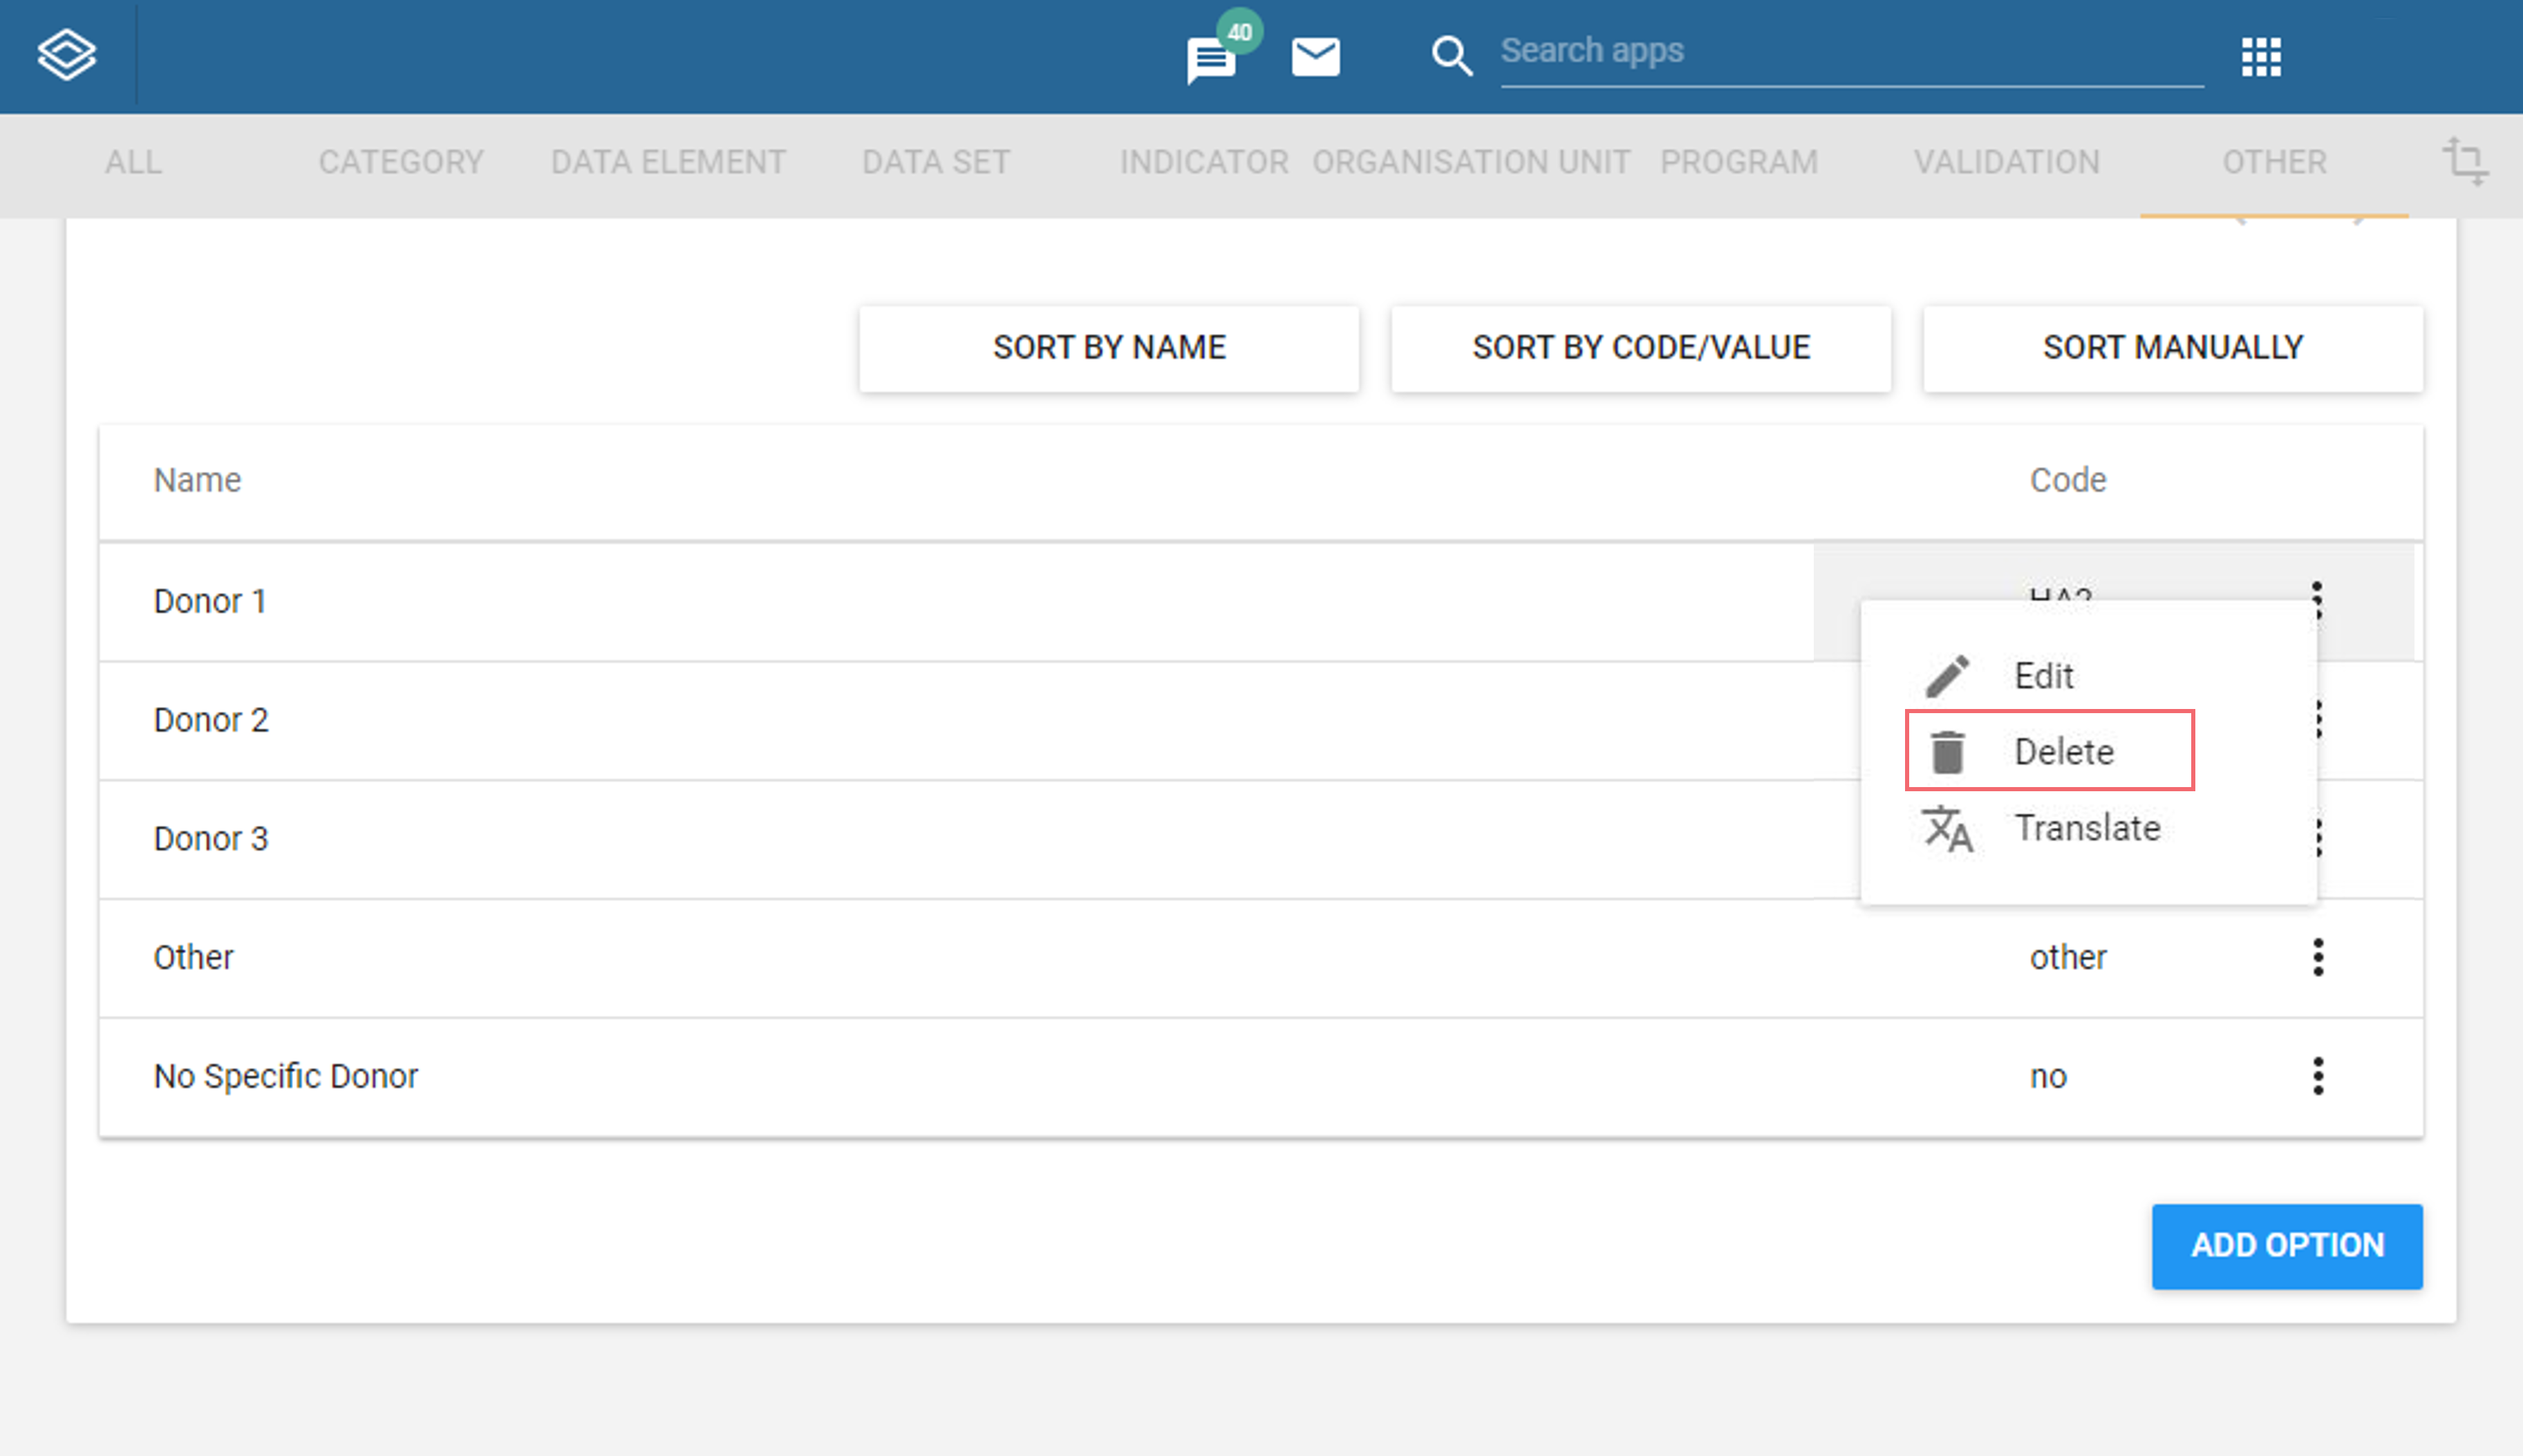 40
Search apps
ALL CATEGORY DATA ELEMENT DATA SET INDICATOR ORGANISATION UNIT PROGRAM VALIDATION OTHER
SORT BY NAME SORT BY CODE/VALUE SORT MANUALLY
Name Code
Donor 1
Edit
Donor 2
Delete
Translate
Donor 3
Other other
No Specific Donor no
ADD OPTION